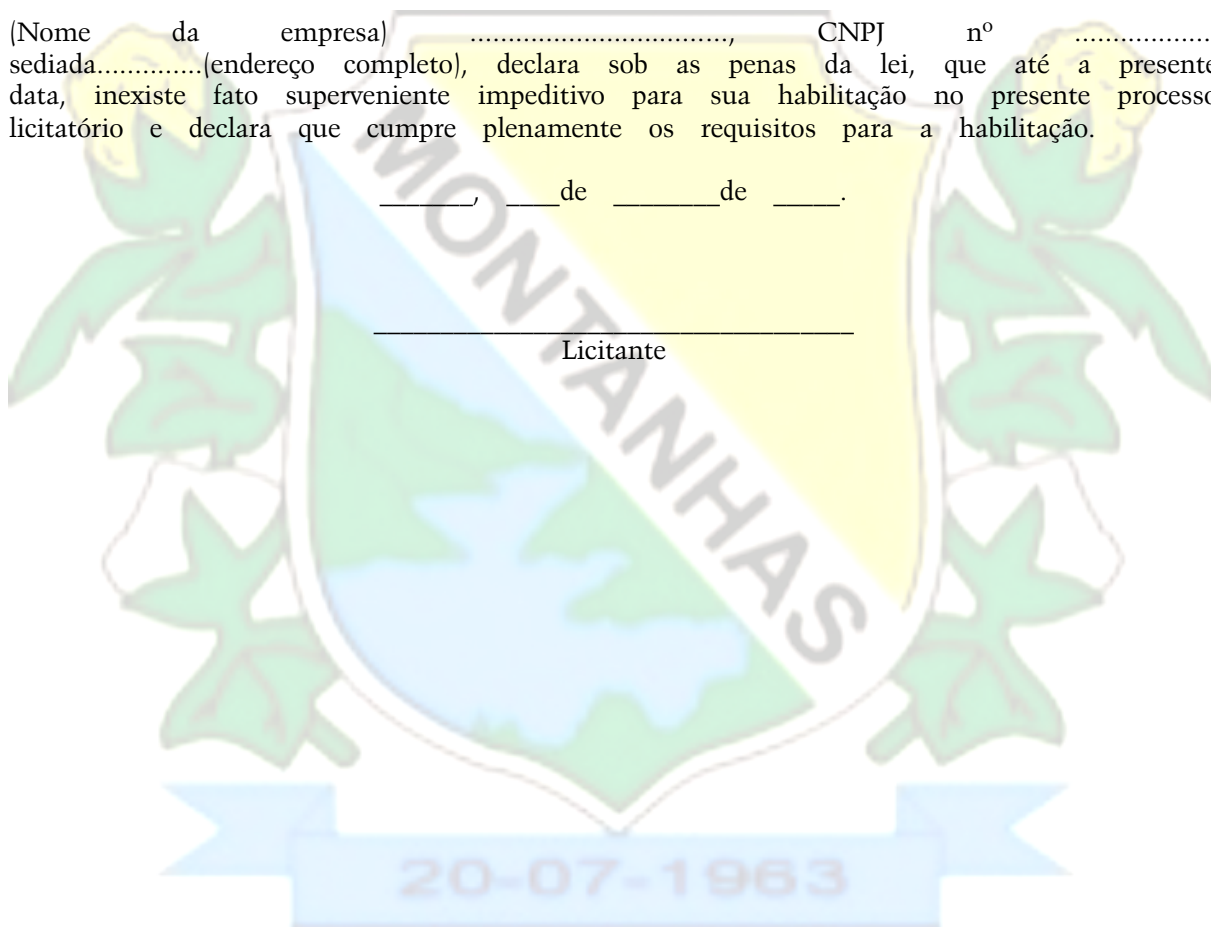 (Nome da empresa) ..................................., CNPJ nº ..................
sediada..............(endereço completo), declara sob as penas da lei, que até a presente
data, inexiste fato superveniente impeditivo para sua habilitação no presente processo
licitatório e declara que cumpre plenamente os requisitos para a habilitação.
_______, ____de ________de _____.
____________________________________
Licitante
MONTANHAS
20-07-1963